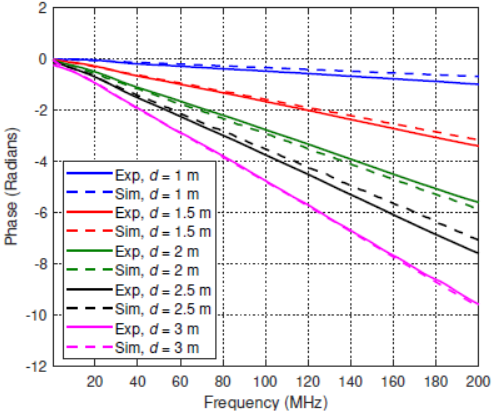 2
0
-2
-4
-6
-8
-10
-12
Phase (Radians)
Exp, d = 1 m
Sim, d = 1 m
Exp, d = 1.5 m
Sim, d = 1.5 m
Exp, d = 2 m
Sim, d = 2 m
Exp, d = 2.5 m
Sim, d = 2.5 m
Exp, d = 3 m
Sim, d = 3 m
20 40 60 80 100 120 140 160 180 200
Frequency (MHz)